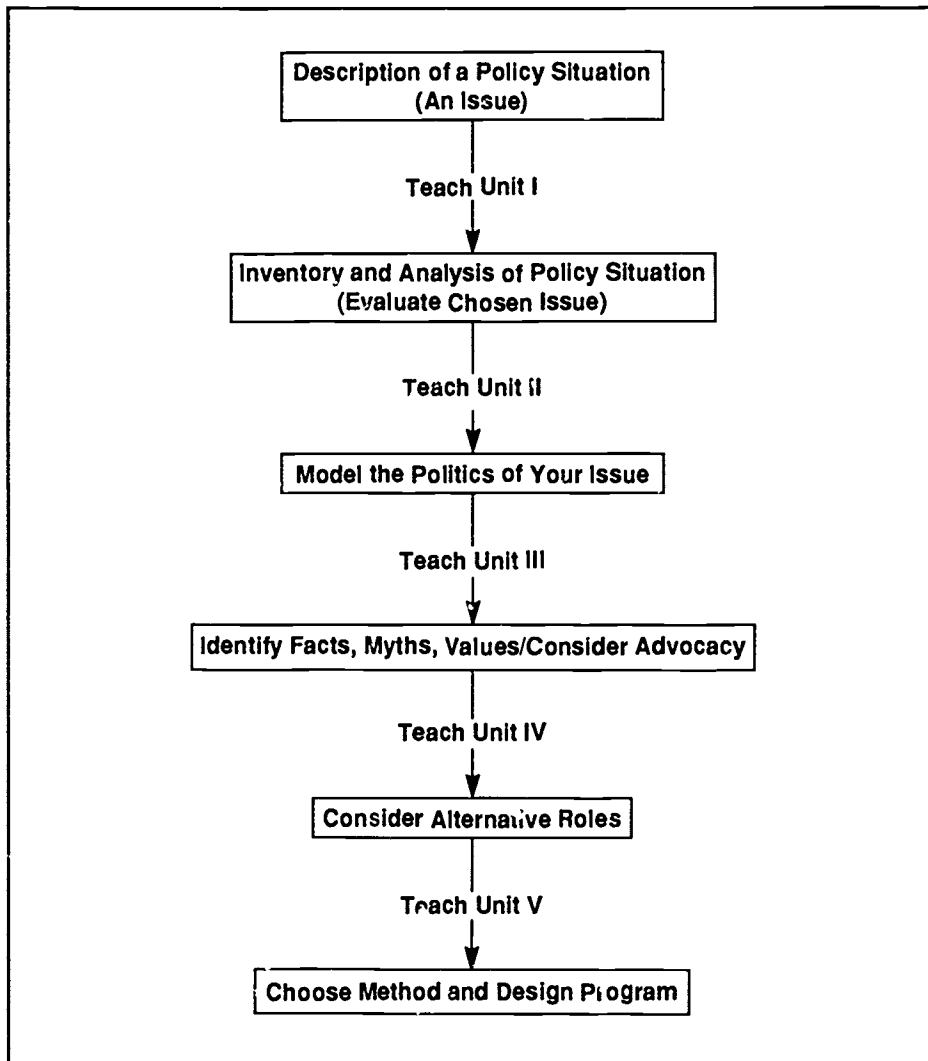 Description of a Policy Situation
(An Issue)
Teach Unit I
Inventory and Analysis of Policy Situation
(Evaluate Chosen Issue)
Teach Unit II
Model the Politics of Your Issue
Teach Unit III
Identify Facts, Myths, Values/Consider Advocacy
Teach Unit IV
Consider Alternative Roles
Teach Unit V
Choose Method and Design Program